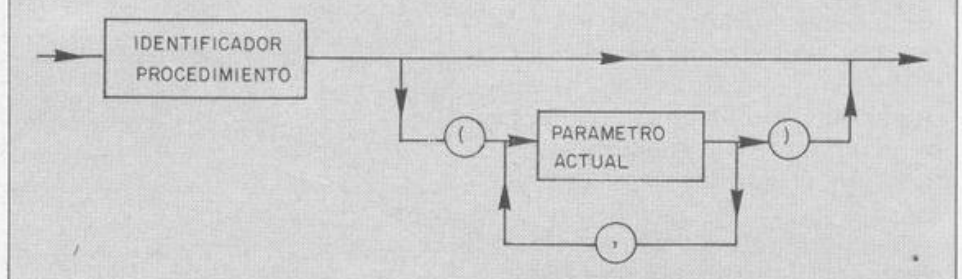 IDENTIFICADOR
PROCEDIMIENTO
(
PARAMETRO
ACTUAL
)
,